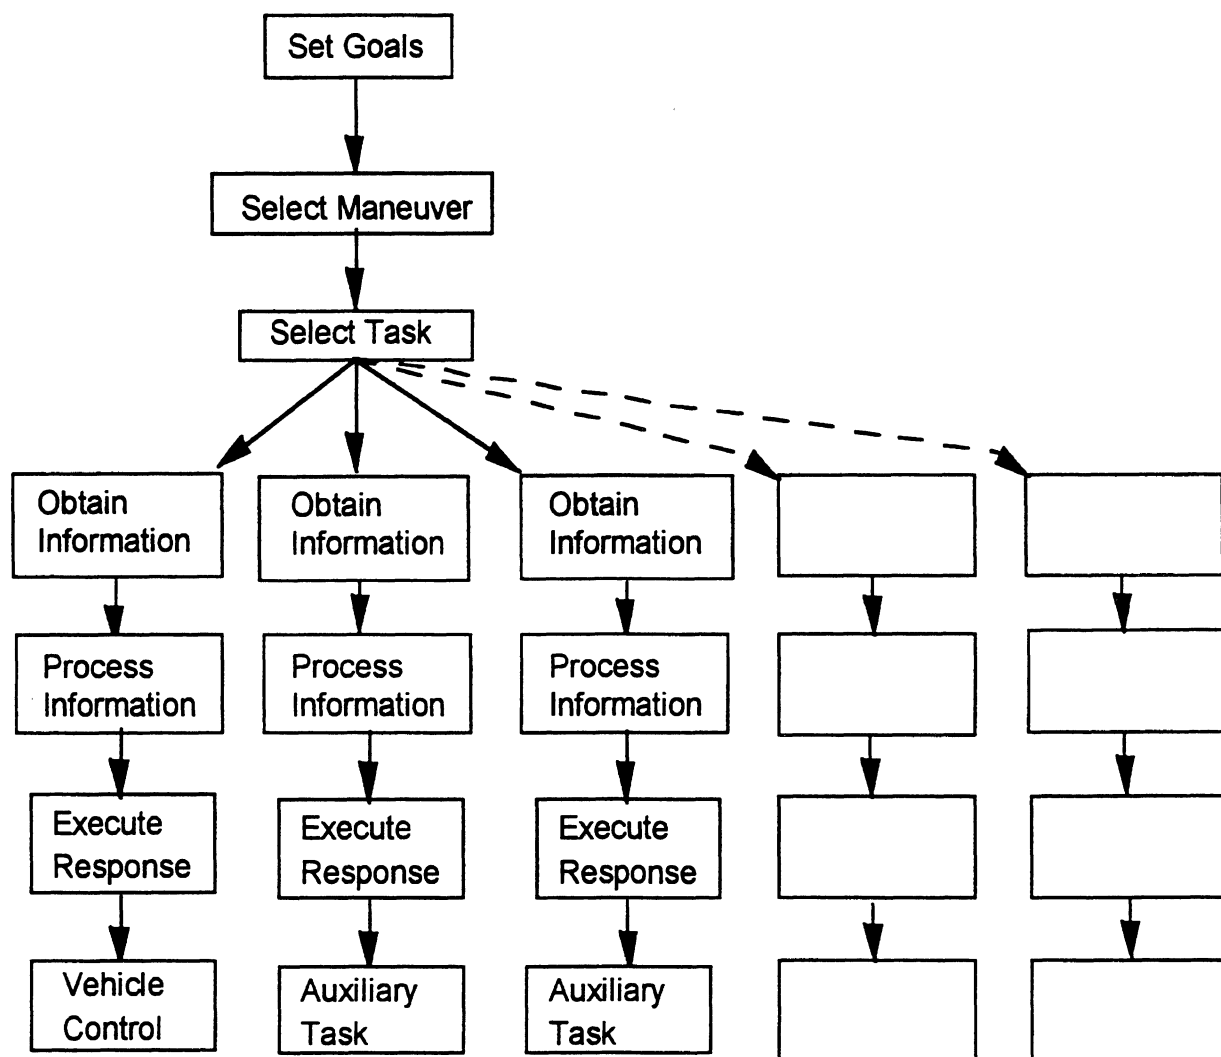 Set Goals
Select Maneuver
Select Task
Obtain
Information
Obtain
Information
Obtain
Information
Process
Information
Process
Information
Process
Information
Execute
Response
Execute
Response
Execute
Response
Vehicle
Control
Auxiliary
Task
Auxiliary
Task